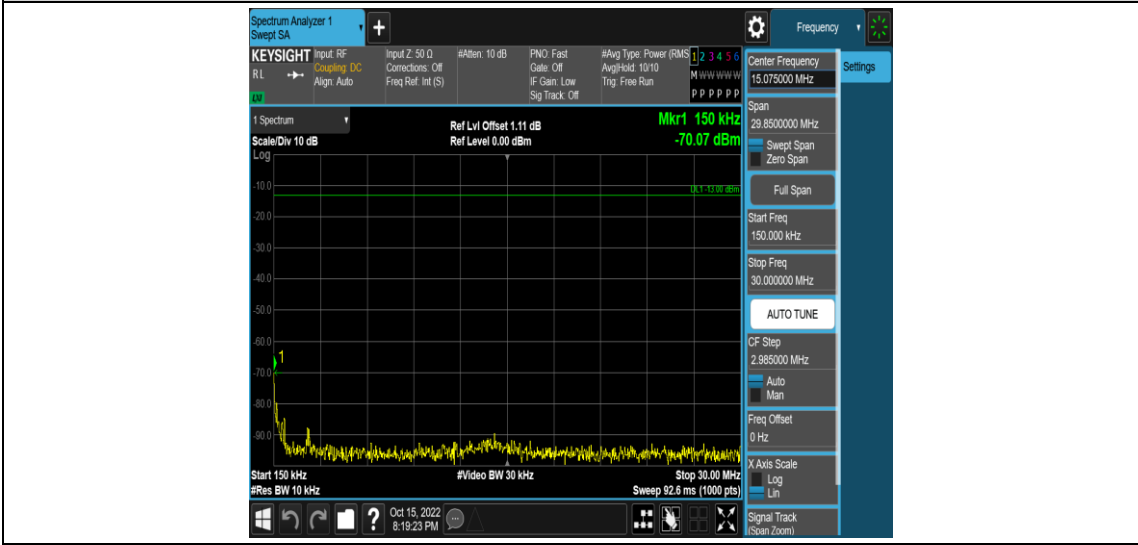 Spectrum Analyzer 1
Swept SA
+
Frequency
KEYSIGHT
RL
LXI
Input: RF
Coupling: DC
Align: Auto
Input Z: 50 Ω
Corrections: Off
Freq Ref: Int (S)
#Atten: 10 dB
PNO: Fast
Gate: Off
IF Gain: Low
Sig Track: Off
#Avg Type: Power (RMS
Avg|Hold: 10/10
Trig: Free Run
1 2 3 4 5 6
M W W W W W
P P P P P P
1 Spectrum
Scale/Div 10 dB
Log
Ref Lvl Offset 1.11 dB
Ref Level 0.00 dBm
Mkr1 150 kHz
-70.07 dBm
DL1 -13.00 dBm
-10.0
-20.0
-30.0
-40.0
-50.0
-60.0
1
-70.0
-80.0
-90.0
Start 150 kHz
#Res BW 10 kHz
#Video BW 30 kHz
Stop 30.00 MHz
Sweep 92.6 ms (1000 pts)
?
Oct 15, 2022
8:19:23 PM
Center Frequency
15.075000 MHz
Settings
Span
29.8500000 MHz
Swept Span
Zero Span
Full Span
Start Freq
150.000 kHz
Stop Freq
30.000000 MHz
AUTO TUNE
CF Step
2.985000 MHz
Auto
Man
Freq Offset
0 Hz
X Axis Scale
Log
Lin
Signal Track
(Span Zoom)